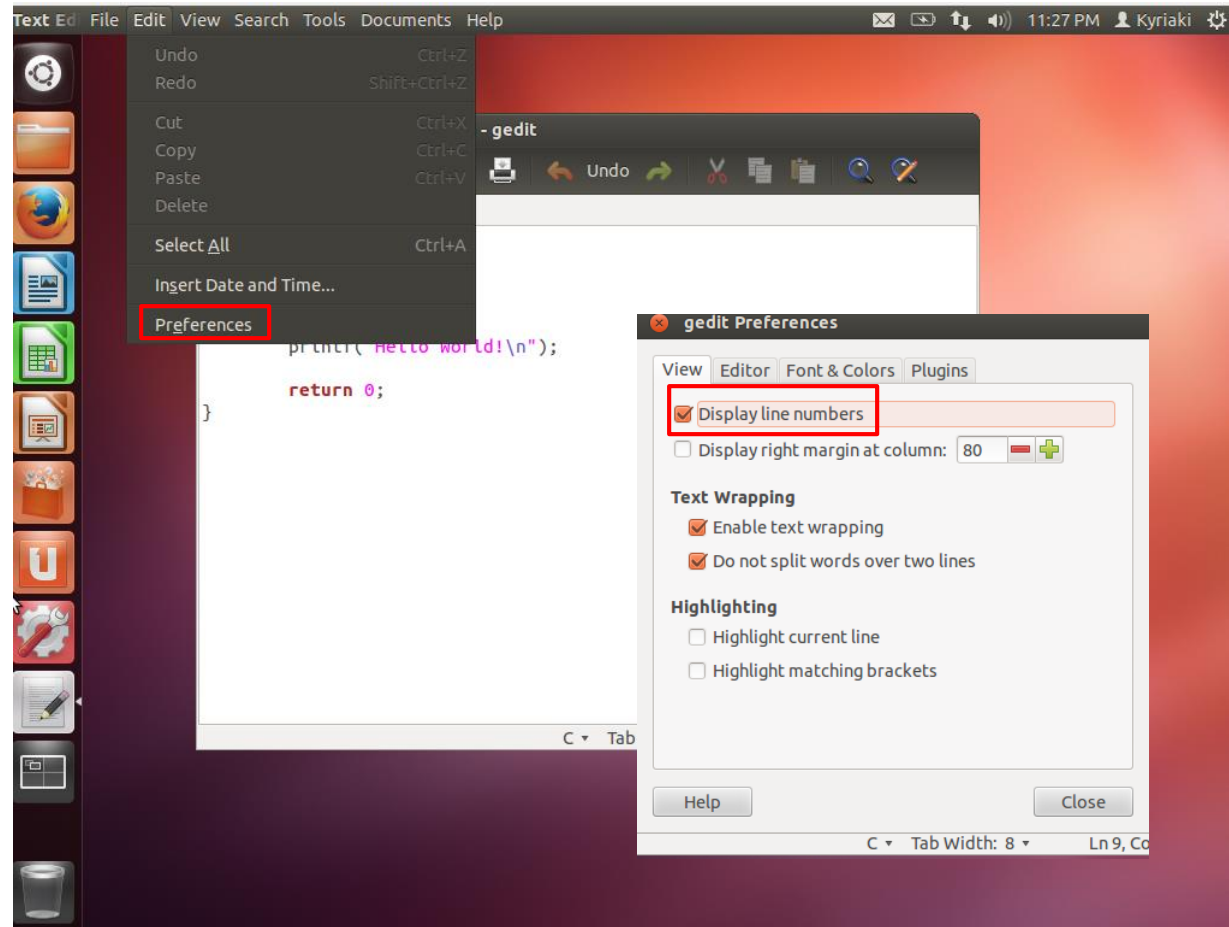 Text Ed File Edit View Search Tools Documents Help 11:27 PM Kyriaki
Undo Ctrl+Z
Redo Shift+Ctrl+Z
Cut Ctrl+X
Copy Ctrl+C
Paste Ctrl+V
Delete
Select All Ctrl+A
Insert Date and Time...
Preferences
- gedit
Undo
printf("Hello World!\n");
return 0;
}
C Tab
gedit Preferences
View Editor Font & Colors Plugins
Display line numbers
Display right margin at column: 80
Text Wrapping
Enable text wrapping
Do not split words over two lines
Highlighting
Highlight current line
Highlight matching brackets
Help Close
C Tab Width: 8 Ln 9, Co